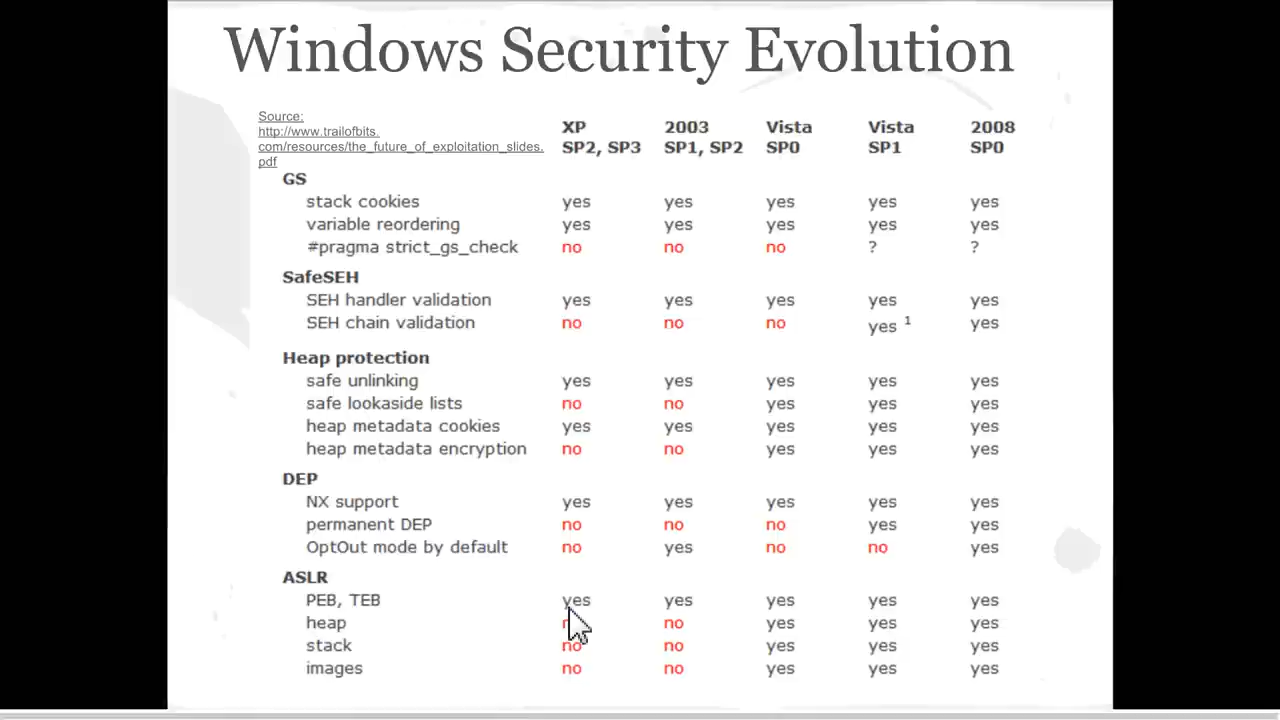 Windows Security Evolution
Source:
http://www.trailofbits.
com/resources/the_future_of_exploitation_slides.
pdf
XP 2003 Vista Vista 2008
SP2, SP3 SP1, SP2 SP0 SP1 SP0
GS
stack cookies yes yes yes yes yes
variable reordering yes yes yes yes yes
#pragma strict_gs_check no no no ? ?
SafeSEH
SEH handler validation yes yes yes yes yes
SEH chain validation no no no yes 1 yes
Heap protection
safe unlinking yes yes yes yes yes
safe lookaside lists no no yes yes yes
heap metadata cookies yes yes yes yes yes
heap metadata encryption no no yes yes yes
DEP
NX support yes yes yes yes yes
permanent DEP no no no yes yes
OptOut mode by default no yes no no yes
ASLR
PEB, TEB yes yes yes yes yes
heap no yes yes yes
stack no no yes yes yes
images no no yes yes yes